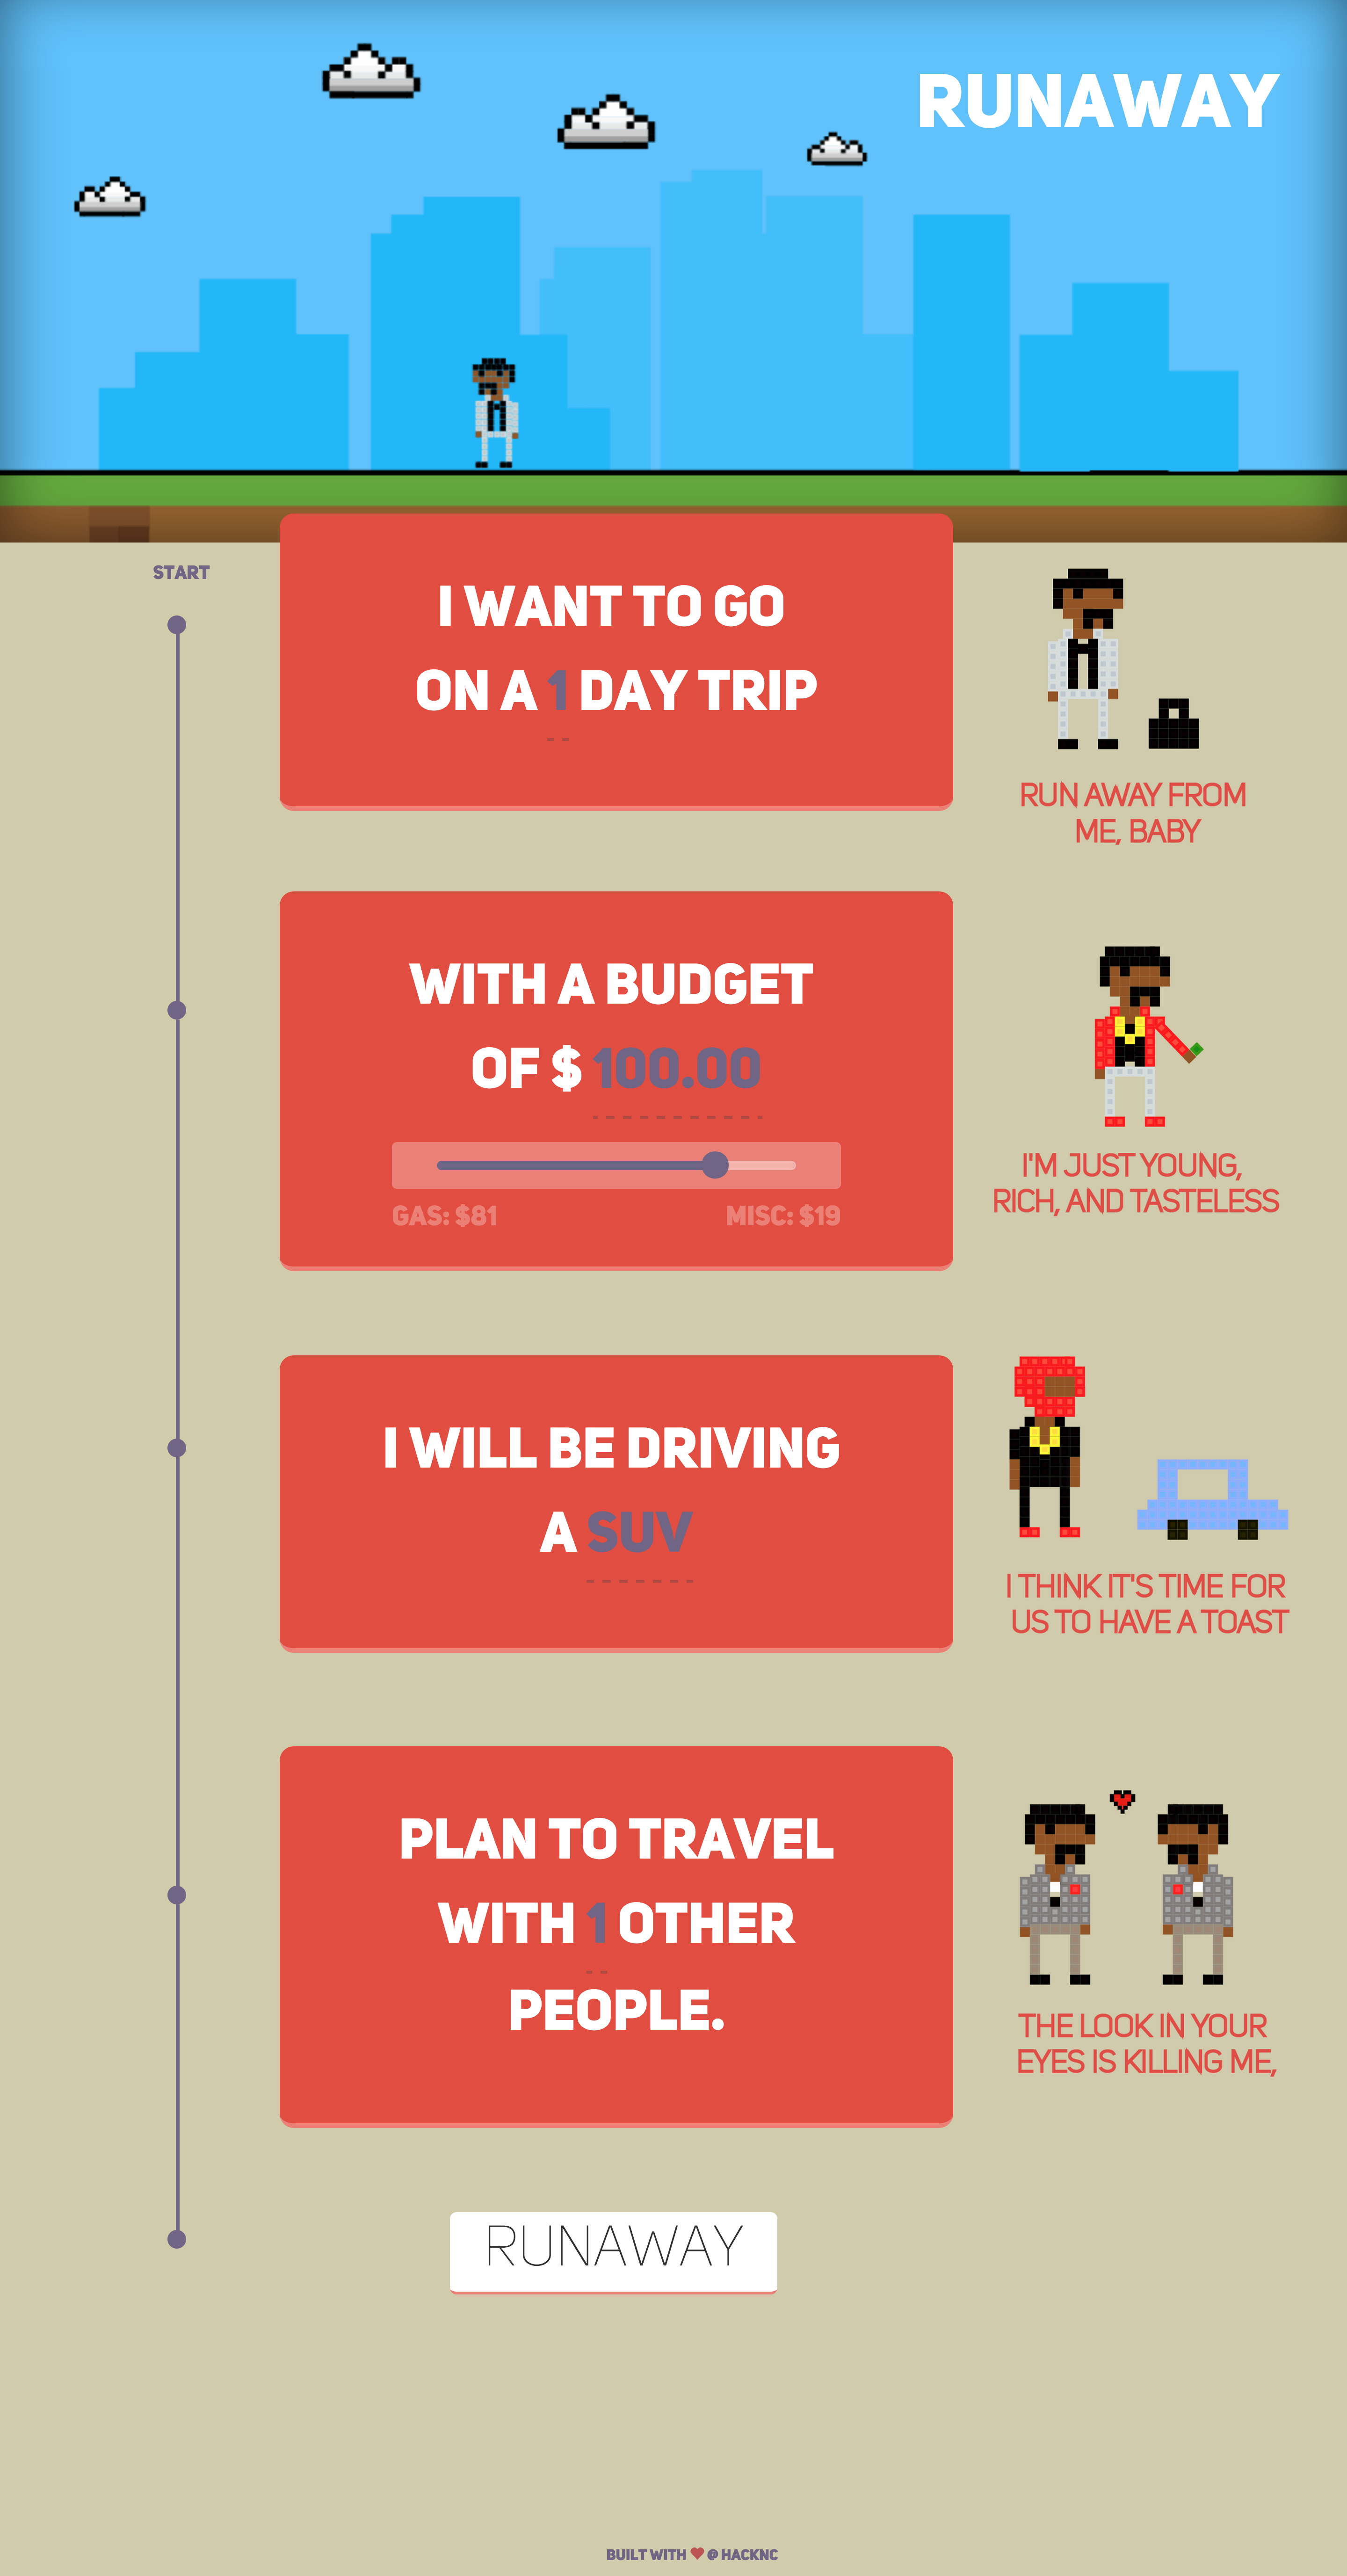 RUNAWAY
START
I WANT TO GO
ON A 1 DAY TRIP
RUN AWAY FROM
ME, BABY
WITH A BUDGET
OF $ 100.00
GAS: $81
MISC: $19
I'M JUST YOUNG,
RICH, AND TASTELESS
I WILL BE DRIVING
A SUV
I THINK IT'S TIME FOR
US TO HAVE A TOAST
PLAN TO TRAVEL
WITH 1 OTHER
PEOPLE.
THE LOOK IN YOUR
EYES IS KILLING ME,
RUNAWAY
BUILT WITH ❤ @ HACKNC